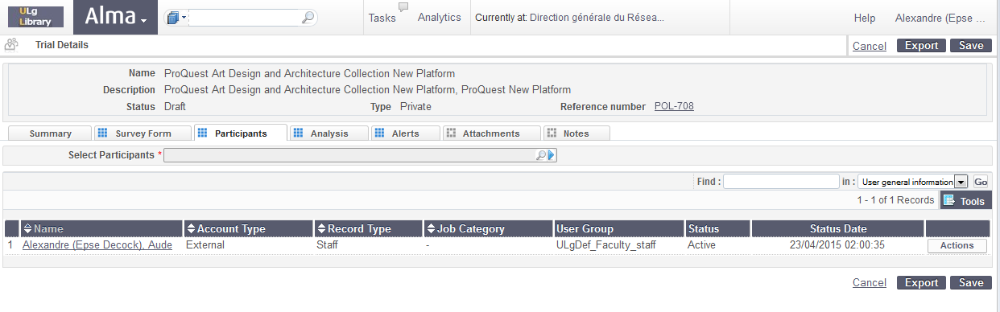 ULg Library
Alma
Tasks
Analytics
Currently at: Direction générale du Résea...
Help
Alexandre (Epse ...
Trial Details
Cancel
Export
Save
Name ProQuest Art Design and Architecture Collection New Platform
Description ProQuest Art Design and Architecture Collection New Platform, ProQuest New Platform
Status Draft Type Private Reference number POL-708
Summary Survey Form Participants Analysis Alerts Attachments Notes
Select Participants *
Find : in : User general information Go
1 - 1 of 1 Records Tools
Name Account Type Record Type Job Category User Group Status Status Date
1 Alexandre (Epse Decock), Aude External Staff - ULgDef_Faculty_staff Active 23/04/2015 02:00:35 Actions
Cancel Export Save